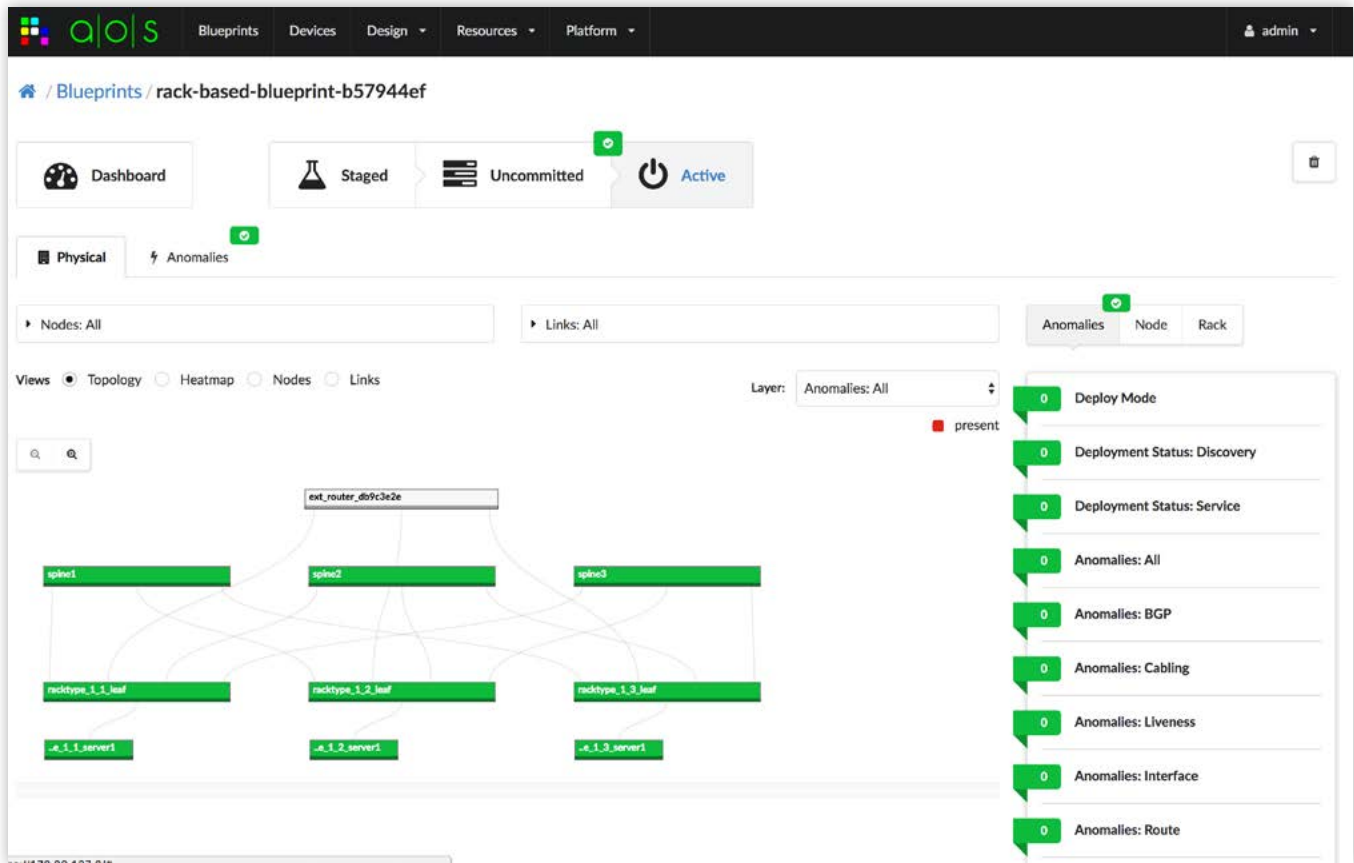 a|o|s Blueprints Devices Design Resources Platform admin
/ Blueprints / rack-based-blueprint-b57944ef
Dashboard Staged Uncommitted Active
Physical Anomalies
Nodes: All Links: All Anomalies Node Rack
Views Topology Heatmap Nodes Links Layer: Anomalies: All
present
ext_router_db9c3e2e
spine1 spine2 spine3
racktype_1_1_leaf racktype_1_2_leaf racktype_1_3_leaf
..e_1_1_server1 ..e_1_2_server1 ..e_1_3_server1
0 Deploy Mode
0 Deployment Status: Discovery
0 Deployment Status: Service
0 Anomalies: All
0 Anomalies: BGP
0 Anomalies: Cabling
0 Anomalies: Liveness
0 Anomalies: Interface
0 Anomalies: Route